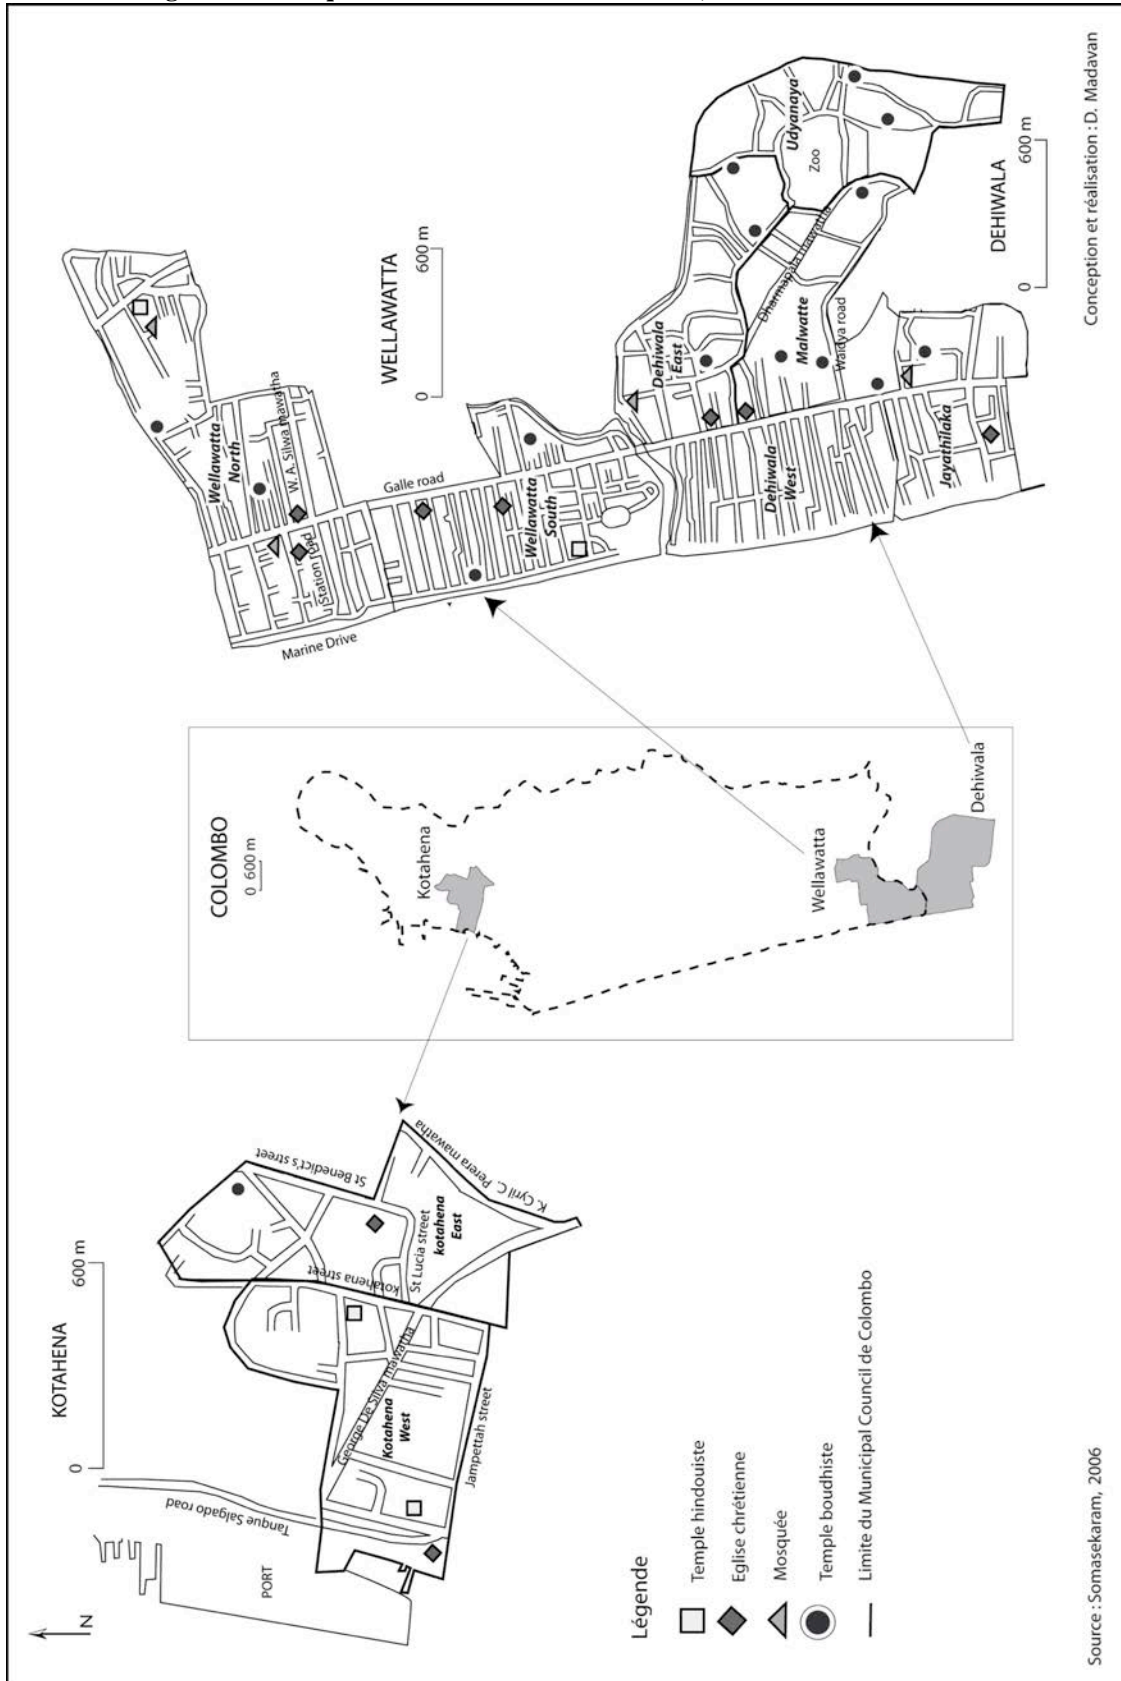 KOTAHENA
0 600 m
N
PORT
Tanque Salgado road
St Benedict's street
K. Cyril C. Perera mawatha
kotahena
East
St Lucia street
kotahena street
George De Silva mawatha
Kotahena
West
Jampettah street
COLOMBO
0 600 m
Kotahena
Wellawatta
Dehiwala
WELLAWATTA
0 600 m
Wellawatta
North
W. A. Silwa mawatha
Station road
Galle road
Marine Drive
Wellawatta
South
DEHIWALA
0 600 m
Dehiwala
East
Udyanaya
Zoo
Dharmapala mawatha
Malwatte
Waidya road
Dehiwala
West
Jayathilaka
Légende
Temple hindouiste
Eglise chrétienne
Mosquée
Temple boudhiste
Limite du Municipal Council de Colombo
Source : Somasekaram, 2006
Conception et réalisation : D. Madavan